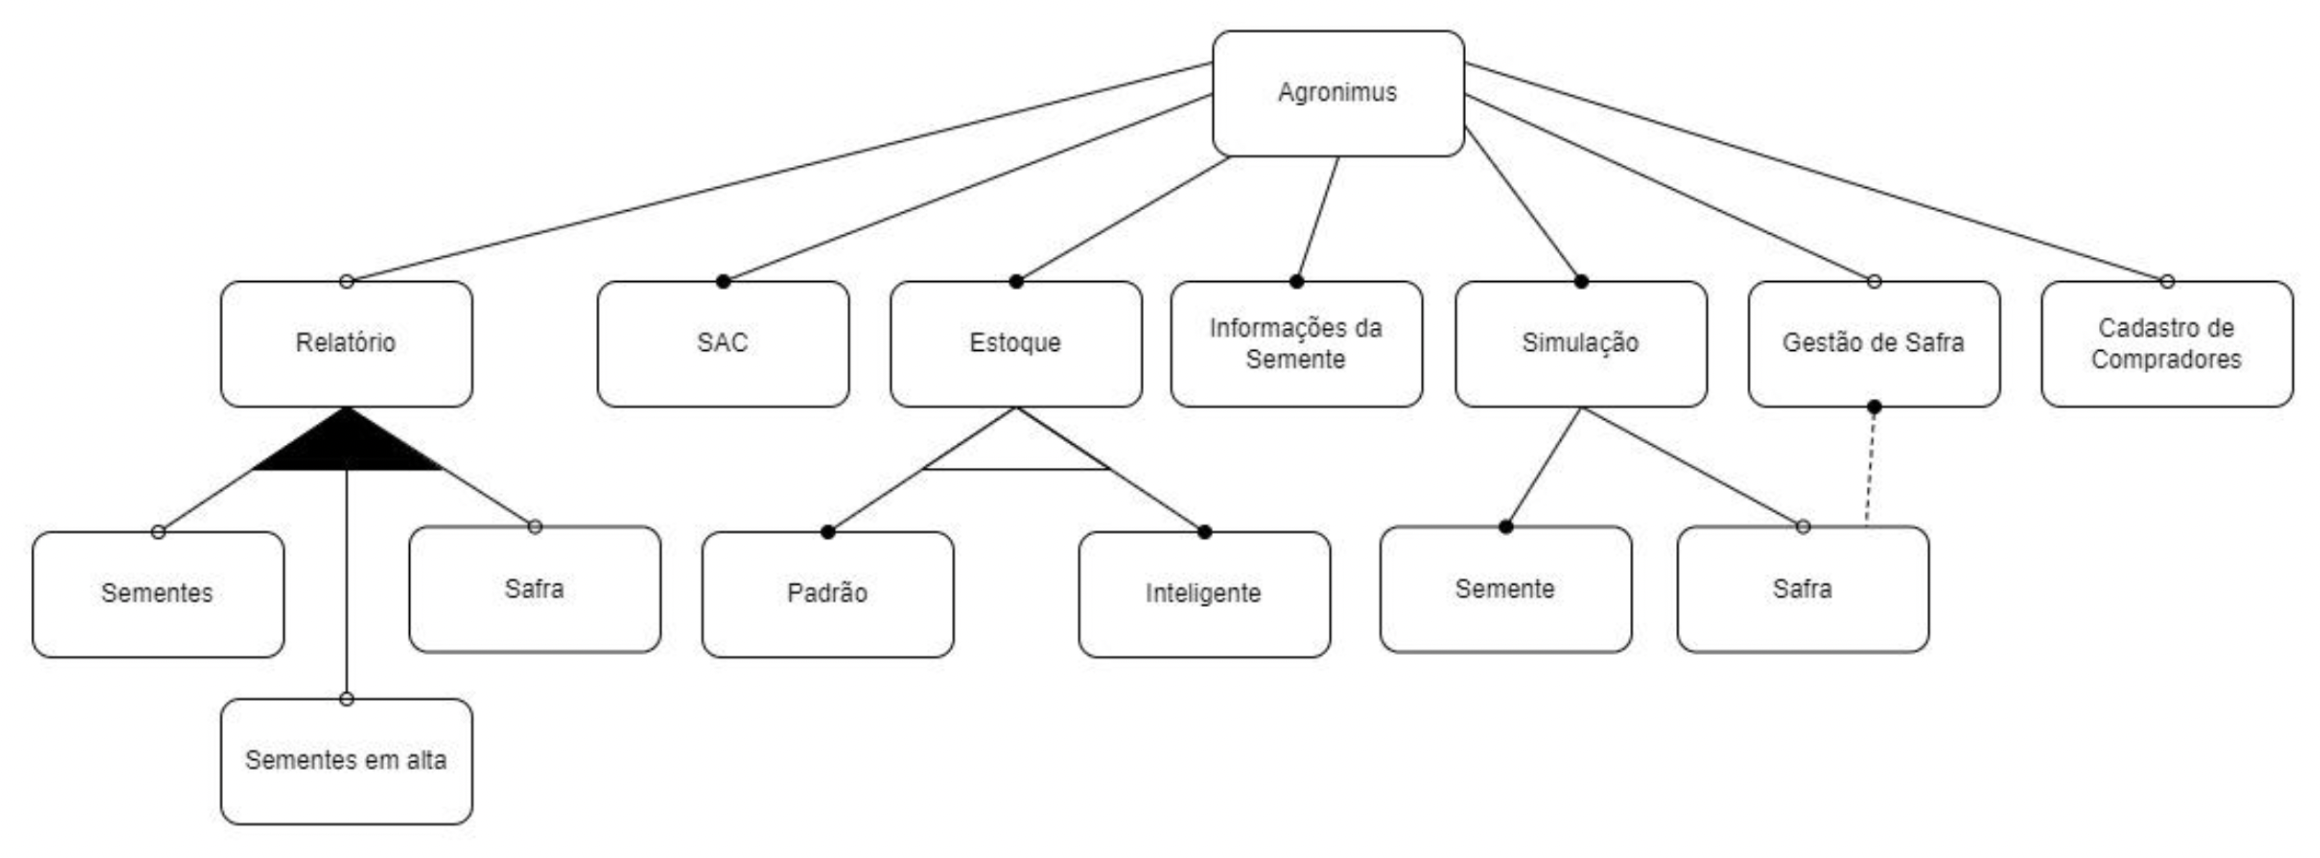 Agronimus
Relatório
SAC
Estoque
Informações da
Semente
Simulação
Gestão de Safra
Cadastro de
Compradores
Sementes
Safra
Padrão
Inteligente
Semente
Safra
Sementes em alta